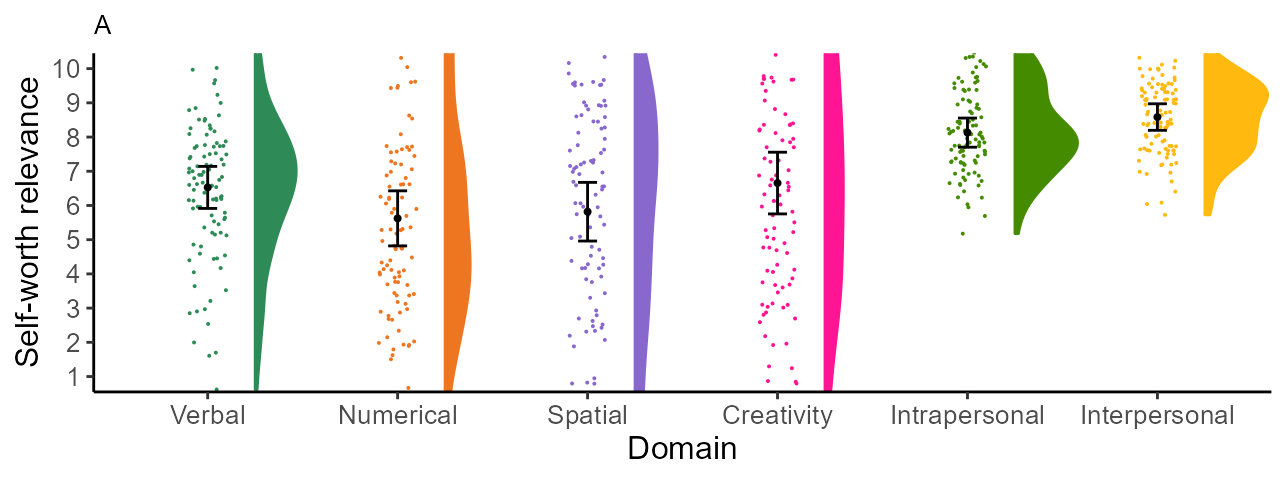 A
Self-worth relevance
10
9
8
7
6
5
4
3
2
1
Verbal Numerical Spatial Creativity Intrapersonal Interpersonal
Domain